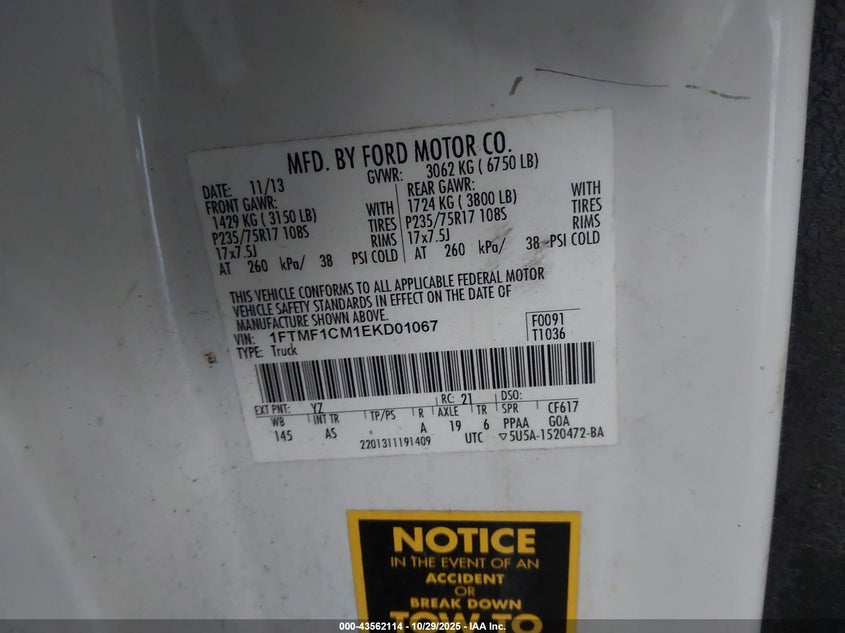 MFD. BY FORD MOTOR CO.
DATE: 11/13 GVWR: 3062 KG ( 6750 LB)
FRONT GAWR: REAR GAWR:
1429 KG ( 3150 LB) WITH 1724 KG ( 3800 LB) WITH
P235/75R17 108S TIRES P235/75R17 108S TIRES
17x7.5J RIMS 17x7.5J RIMS
AT 260 kPa/ 38 PSI COLD AT 260 kPa/ 38 PSI COLD
THIS VEHICLE CONFORMS TO ALL APPLICABLE FEDERAL MOTOR
VEHICLE SAFETY STANDARDS IN EFFECT ON THE DATE OF
MANUFACTURE SHOWN ABOVE.
VIN: 1FTMF1CM1EKD01067 F0091
TYPE: Truck T1036
EXT PNT: YZ RC: 21 DSO:
WB INT TR TP/PS R AXLE TR SPR CF617
145 AS A 19 6 PPAA GOA
2201311191409 UTC ▽5U5A-1520472-BA
NOTICE
IN THE EVENT OF AN
ACCIDENT
OR
BREAK DOWN
TOW TO
000-43562114 - 10/29/2025 - IAA Inc.